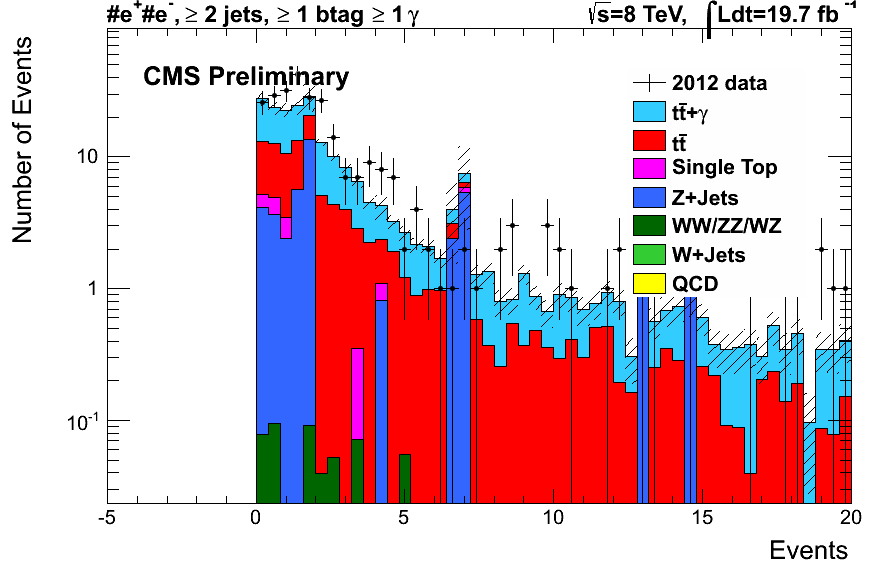 #e⁺#e⁻, ≥ 2 jets, ≥ 1 btag ≥ 1 γ
√s=8 TeV, ∫Ldt=19.7 fb⁻¹
CMS Preliminary
2012 data
tt̄+γ
tt̄
Single Top
Z+Jets
WW/ZZ/WZ
W+Jets
QCD
Number of Events
10
1
10⁻¹
-5 0 5 10 15 20
Events